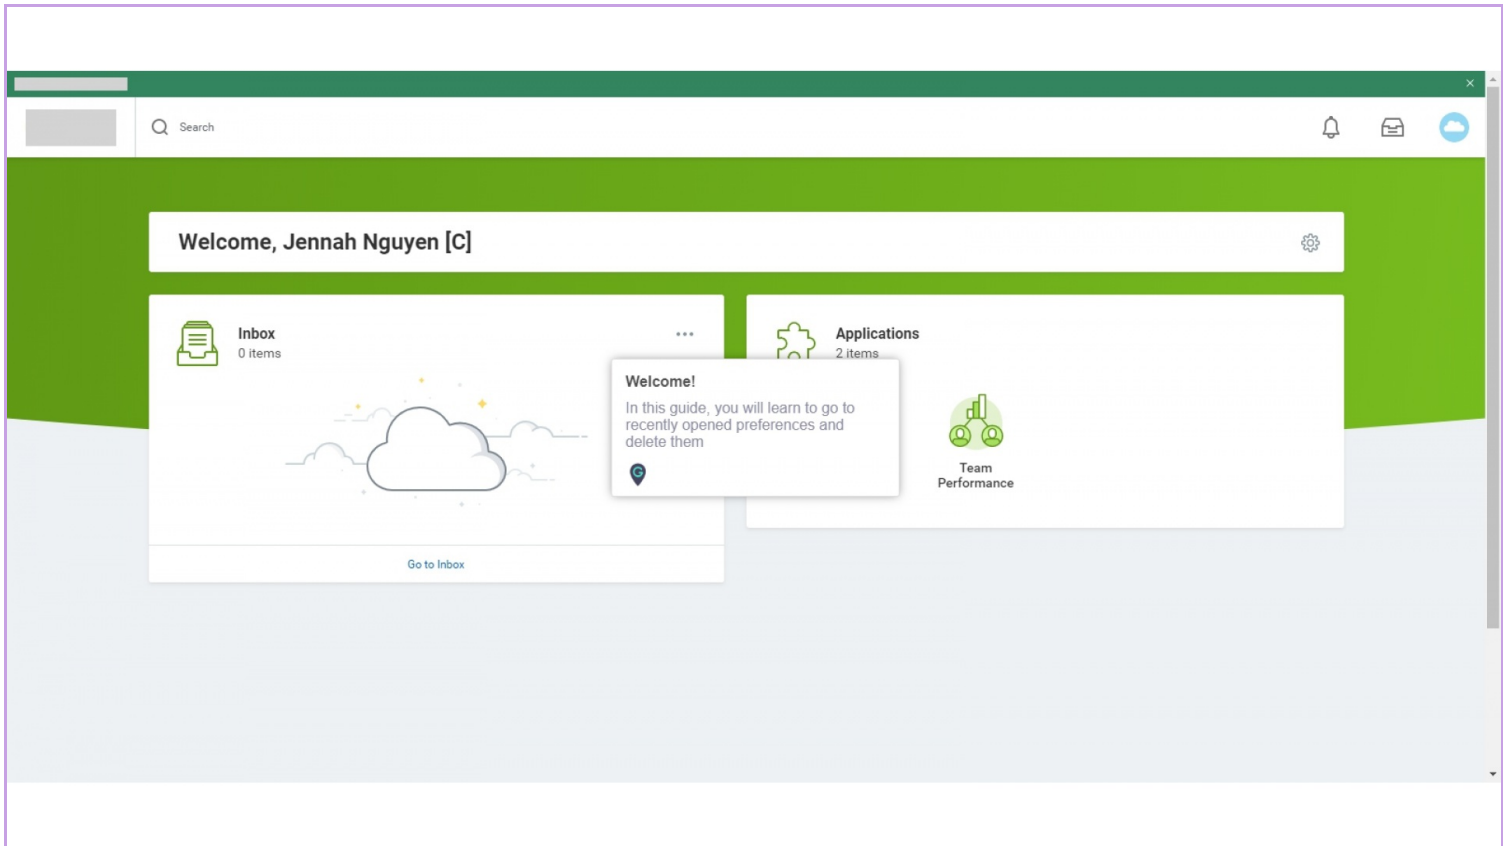 Search
Welcome, Jennah Nguyen [C]
Inbox
0 items
Applications
2 items
Welcome!
In this guide, you will learn to go to
recently opened preferences and
delete them
G
Team
Performance
Go to Inbox